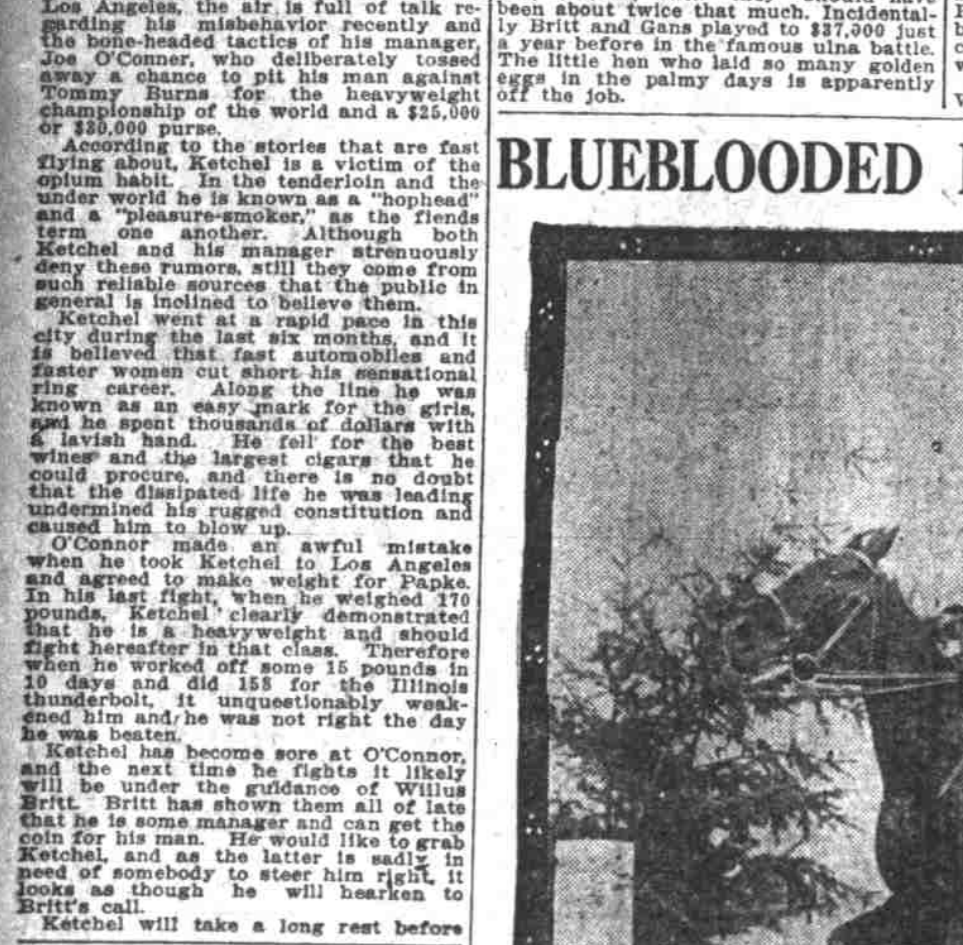 Los Angeles, the air is full of talk re-
garding his misbehavior recently and
the bone-headed tactics of his manager,
Joe O'Conner, who deliberately tossed
away a chance to pit his man against
Tommy Burns for the heavyweight
championship of the world and a $25,000
or $30,000 purse.
According to the stories that are fast
flying about, Ketchel is a victim of the
opium habit. In the tenderloin and the
under world he is known as a "hophead"
and a "pleasure-smoker," as the fiends
term one another. Although both
Ketchel and his manager strenuously
deny these rumors, still they come from
such reliable sources that the public in
general is inclined to believe them.
Ketchel went at a rapid pace in this
city during the last six months, and it
is believed that fast automobiles and
faster women cut short his sensational
ring career. Along the line he was
known as an easy mark for the girls,
and he spent thousands of dollars with
a lavish hand. He fell for the best
wines and the largest cigars that he
could procure, and there is no doubt
that the dissipated life he was leading
undermined his rugged constitution and
caused him to blow up.
O'Connor made an awful mistake
when he took Ketchel to Los Angeles
and agreed to make weight for Papke.
In his last fight, when he weighed 170
pounds, Ketchel clearly demonstrated
that he is a heavyweight and should
fight hereafter in that class. Therefore
when he worked off some 15 pounds in
10 days and did 158 for the Illinois
thunderbolt, it unquestionably weak-
ened him and he was not right the day
he was beaten.
Ketchel has become sore at O'Connor,
and the next time he fights it likely
will be under the guidance of Willus
Britt. Britt has shown them all of late
that he is some manager and can get the
coin for his man. He would like to grab
Ketchel, and as the latter is sadly in
need of somebody to steer him right, it
looks as though he will hearken to
Britt's call.
Ketchel will take a long rest before
been about twice that much. Incidental-
ly Britt and Gans played to $37,000 just
a year before in the famous ulna battle.
The little hen who laid so many golden
eggs in the palmy days is apparently
off the job.
BLUEBLOODED